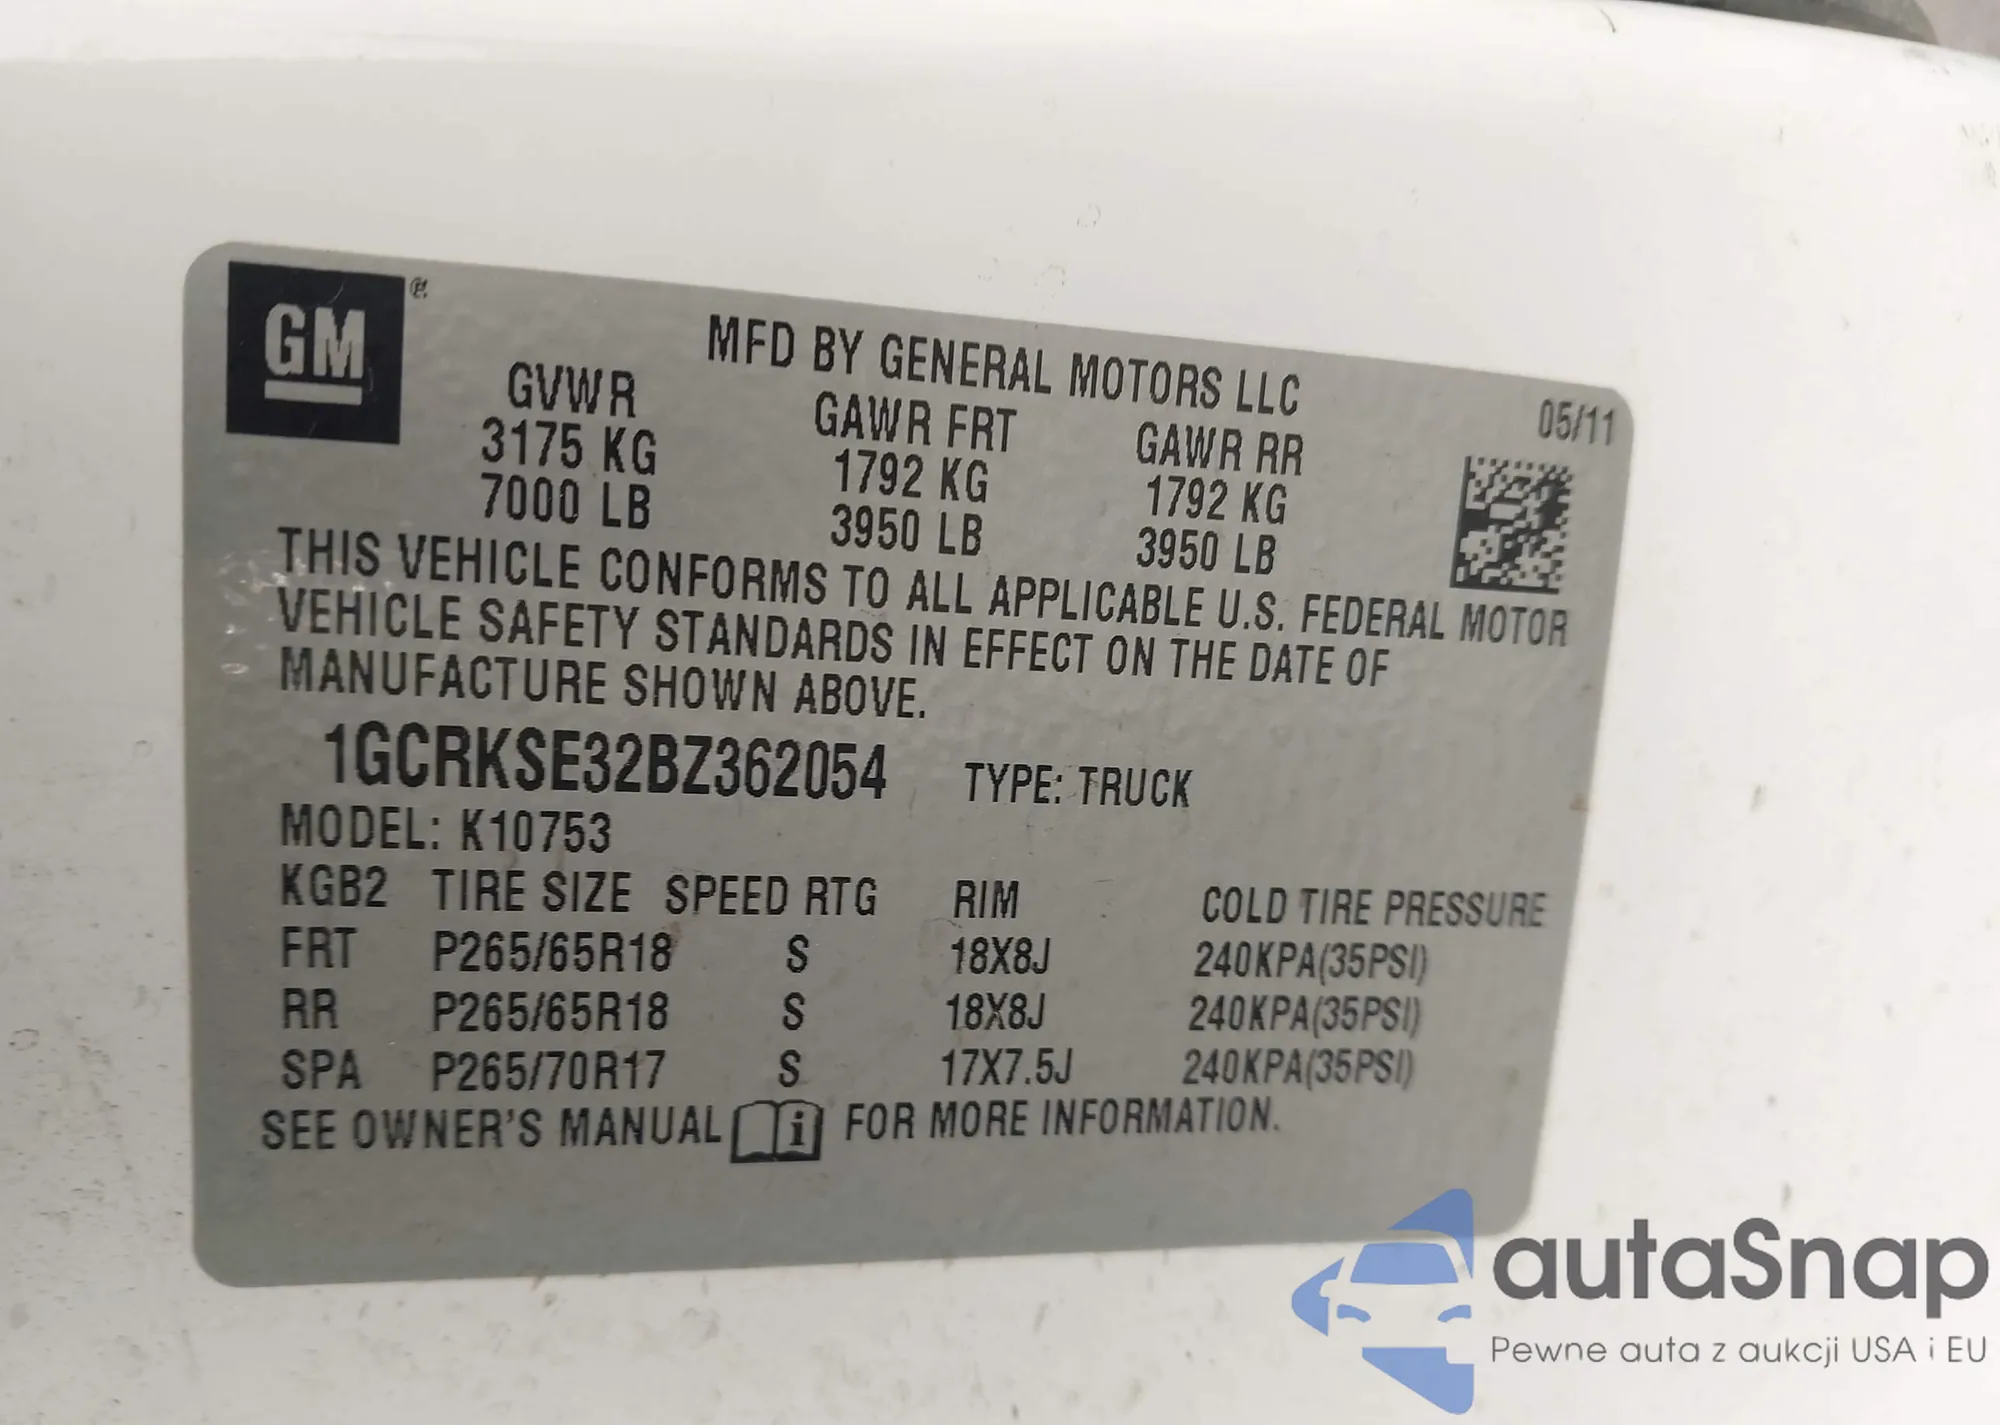 GM
MFD BY GENERAL MOTORS LLC
05/11
GVWR GAWR FRT GAWR RR
3175 KG 1792 KG 1792 KG
7000 LB 3950 LB 3950 LB
THIS VEHICLE CONFORMS TO ALL APPLICABLE U.S. FEDERAL MOTOR
VEHICLE SAFETY STANDARDS IN EFFECT ON THE DATE OF
MANUFACTURE SHOWN ABOVE.
1GCRKSE32BZ362054 TYPE: TRUCK
MODEL: K10753
KGB2 TIRE SIZE SPEED RTG RIM COLD TIRE PRESSURE
FRT P265/65R18 S 18X8J 240KPA(35PSI)
RR P265/65R18 S 18X8J 240KPA(35PSI)
SPA P265/70R17 S 17X7.5J 240KPA(35PSI)
SEE OWNER'S MANUAL i FOR MORE INFORMATION.
autaSnap
Pewne auta z aukcji USA i EU